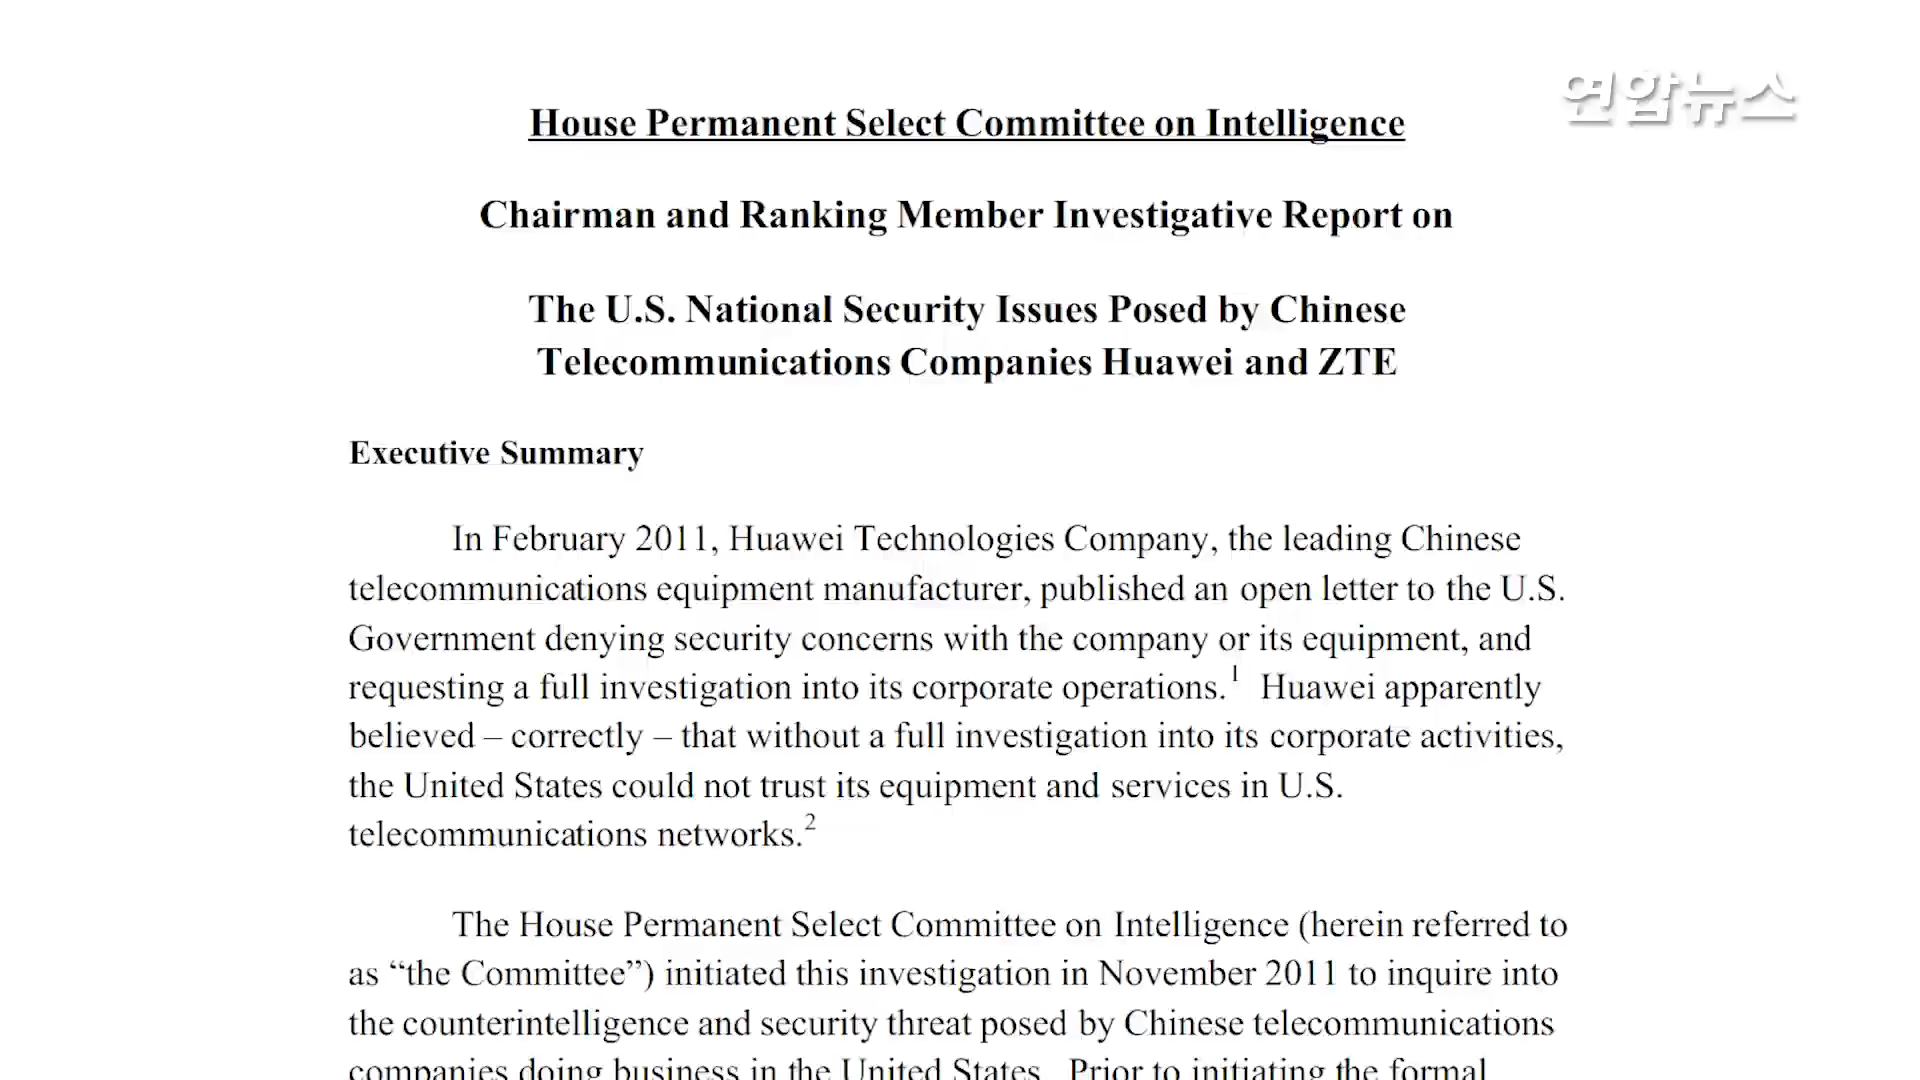 연합뉴스
House Permanent Select Committee on Intelligence
Chairman and Ranking Member Investigative Report on
The U.S. National Security Issues Posed by Chinese
Telecommunications Companies Huawei and ZTE
Executive Summary
In February 2011, Huawei Technologies Company, the leading Chinese
telecommunications equipment manufacturer, published an open letter to the U.S.
Government denying security concerns with the company or its equipment, and
requesting a full investigation into its corporate operations.1 Huawei apparently
believed – correctly – that without a full investigation into its corporate activities,
the United States could not trust its equipment and services in U.S.
telecommunications networks.2
The House Permanent Select Committee on Intelligence (herein referred to
as “the Committee”) initiated this investigation in November 2011 to inquire into
the counterintelligence and security threat posed by Chinese telecommunications
companies doing business in the United States. Prior to initiating the formal